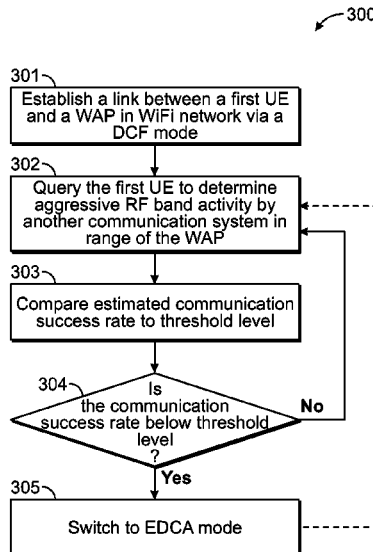 300
301
Establish a link between a first UE
and a WAP in WiFi network via a
DCF mode
302
Query the first UE to determine
aggressive RF band activity by
another communication system in
range of the WAP
303
Compare estimated communication
success rate to threshold level
304
Is
the communication
success rate below threshold
level
?
No
Yes
305
Switch to EDCA mode